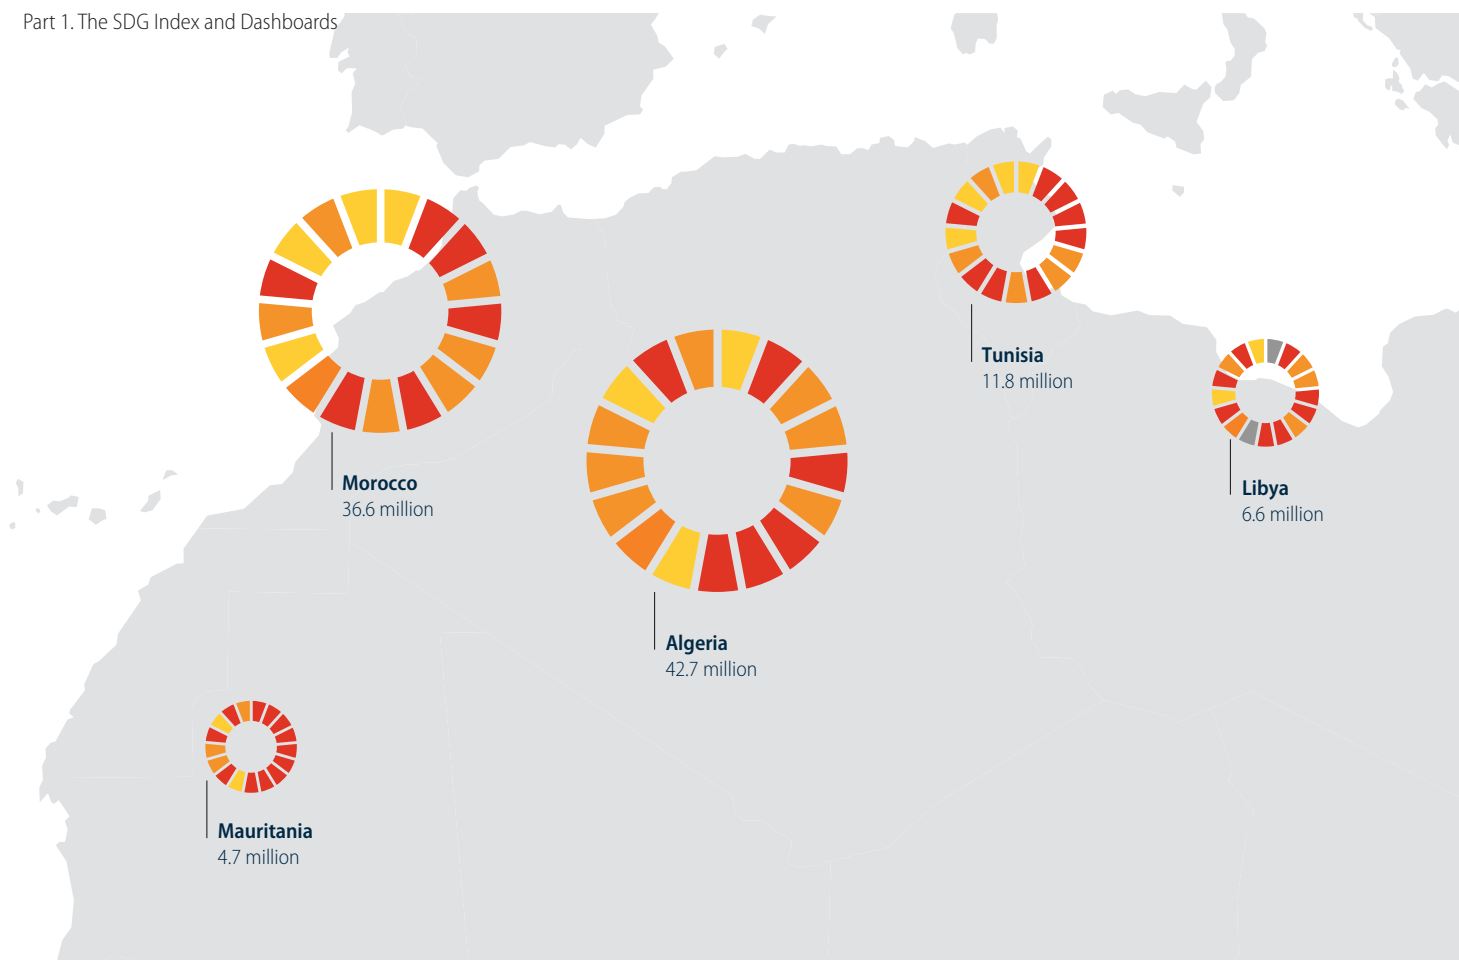 Part 1. The SDG Index and Dashboards
Tunisia
11.8 million
Morocco
36.6 million
Libya
6.6 million
Algeria
42.7 million
Mauritania
4.7 million